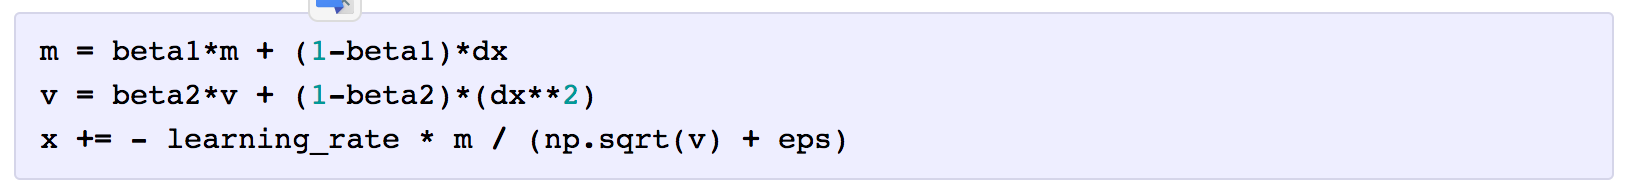 m = beta1*m + (1-beta1)*dx
v = beta2*v + (1-beta2)*(dx**2)
x += - learning_rate * m / (np.sqrt(v) + eps)